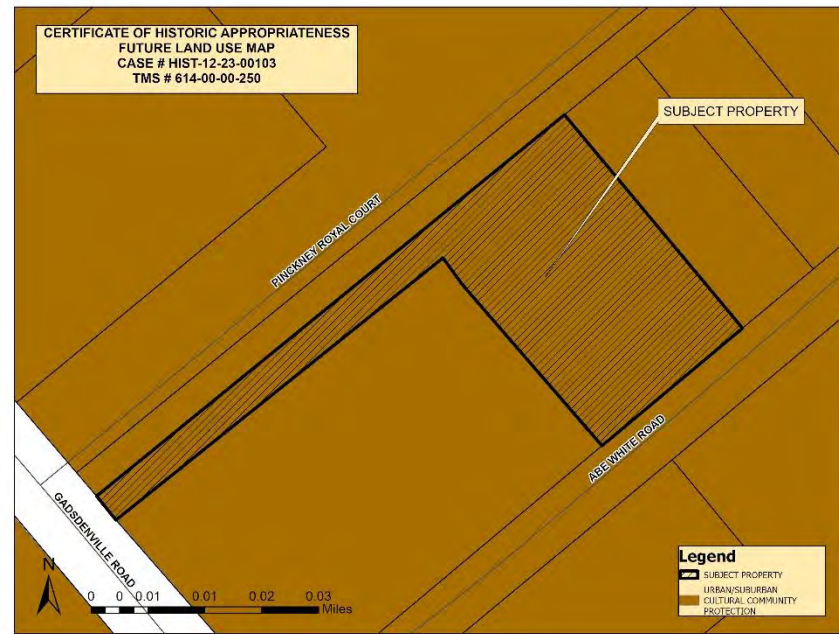 CERTIFICATE OF HISTORIC APPROPRIATENESS
FUTURE LAND USE MAP
CASE # HIST-12-23-00103
TMS # 614-00-00-250
SUBJECT PROPERTY
PINCKNEY ROYAL COURT
ABE WHITE ROAD
GADSDENVILLE ROAD
N
0 0.01 0.01 0.02 0.03
Miles
Legend
SUBJECT PROPERTY
URBAN/SUBURBAN
CULTURAL COMMUNITY
PROTECTION